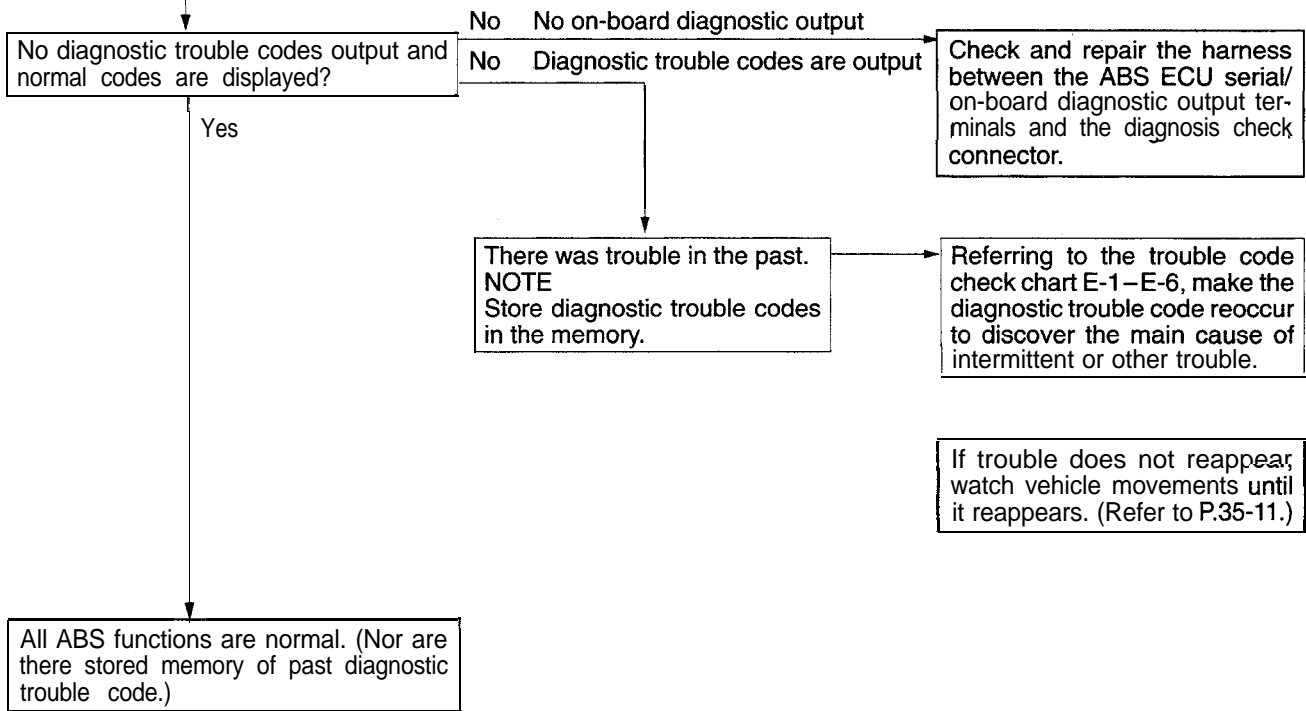 No No on-board diagnostic output
No diagnostic trouble codes output and
normal codes are displayed?
No Diagnostic trouble codes are output
Check and repair the harness
between the ABS ECU serial/
on-board diagnostic output ter-
minals and the diagnosis check
connector.
Yes
There was trouble in the past.
NOTE
Store diagnostic trouble codes
in the memory.
Referring to the trouble code
check chart E-1–E-6, make the
diagnostic trouble code reoccur
to discover the main cause of
intermittent or other trouble.
If trouble does not reappear,
watch vehicle movements until
it reappears. (Refer to P.35-11.)
All ABS functions are normal. (Nor are
there stored memory of past diagnostic
trouble code.)